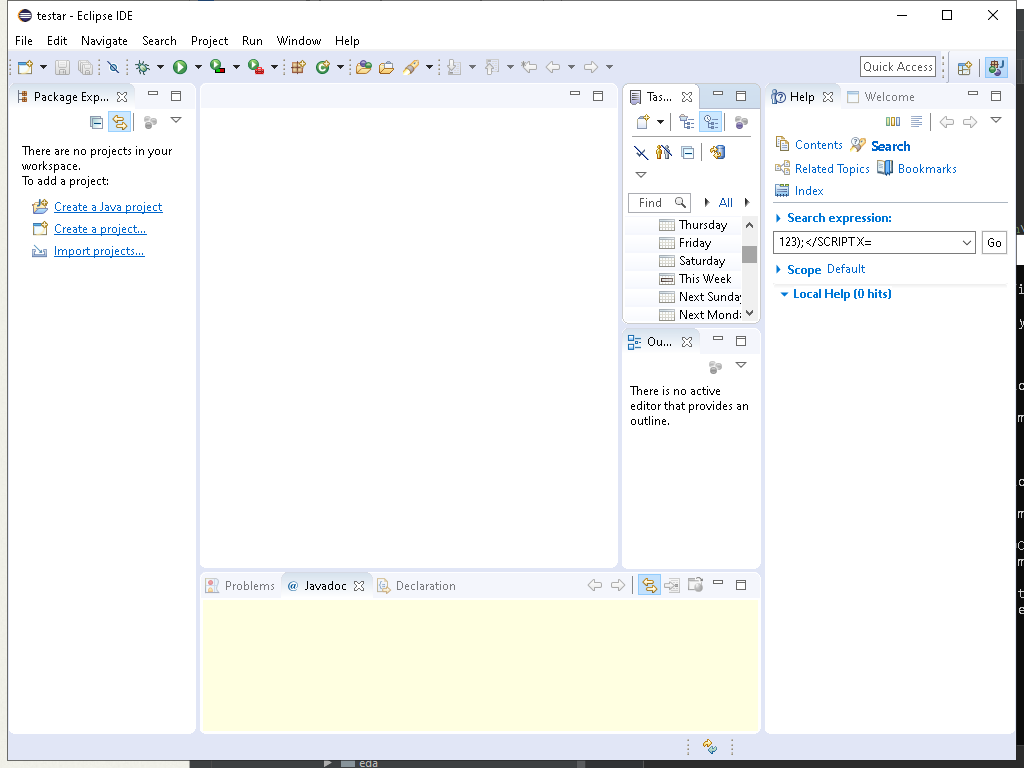 testar - Eclipse IDE
File Edit Navigate Search Project Run Window Help
Quick Access
Package Exp...
There are no projects in your
workspace.
To add a project:
Create a Java project
Create a project...
Import projects...
Tas...
Find
All
Thursday
Friday
Saturday
This Week
Next Sunday
Next Mond
Ou...
There is no active
editor that provides an
outline.
Help Welcome
Contents Search
Related Topics Bookmarks
Index
Search expression:
123);</SCRIPTX=
Go
Scope Default
Local Help (0 hits)
Problems @ Javadoc Declaration
eda